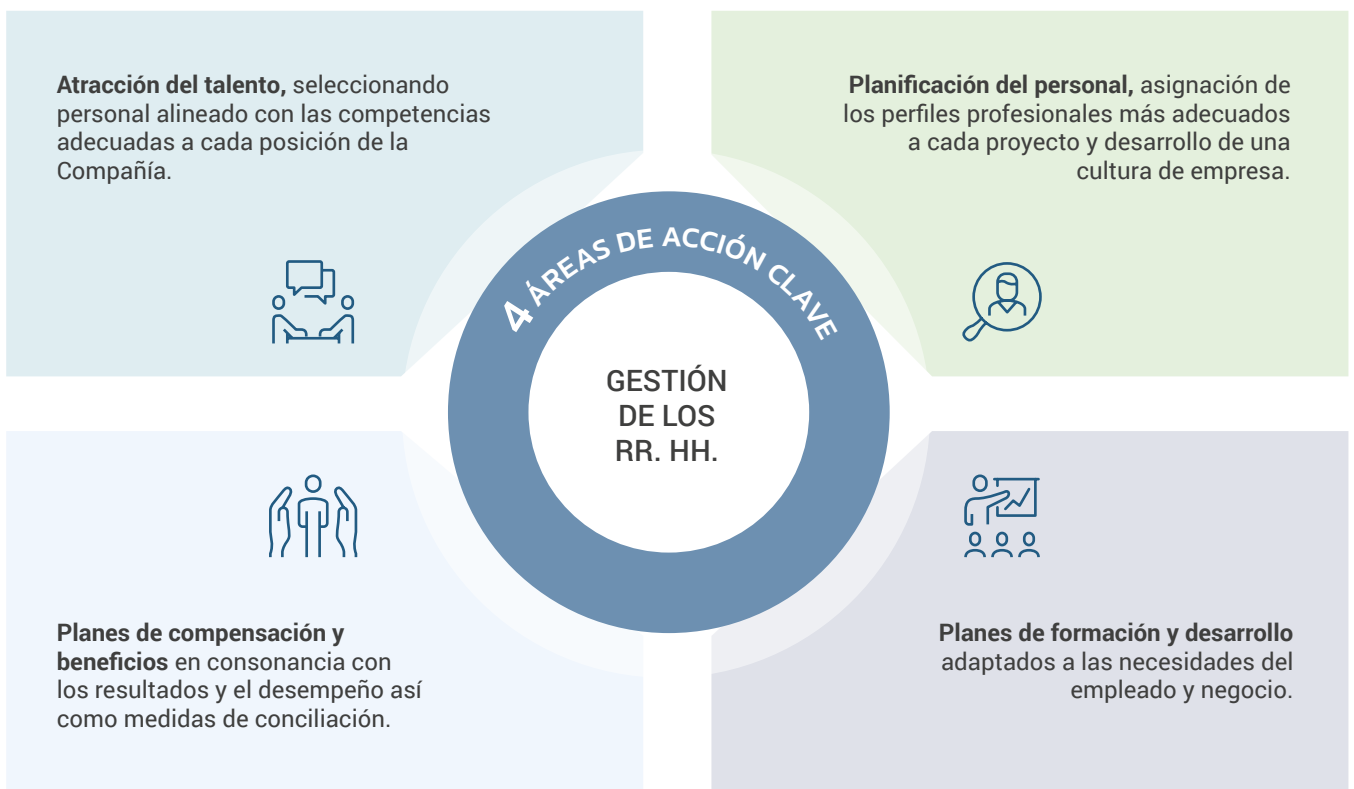 Atracción del talento, seleccionando
personal alineado con las competencias
adecuadas a cada posición de la
Compañía.
Planificación del personal, asignación de
los perfiles profesionales más adecuados
a cada proyecto y desarrollo de una
cultura de empresa.
4 ÁREAS DE ACCIÓN CLAVE
GESTIÓN
DE LOS
RR. HH.
Planes de compensación y
beneficios en consonancia con
los resultados y el desempeño así
como medidas de conciliación.
Planes de formación y desarrollo
adaptados a las necesidades del
empleado y negocio.